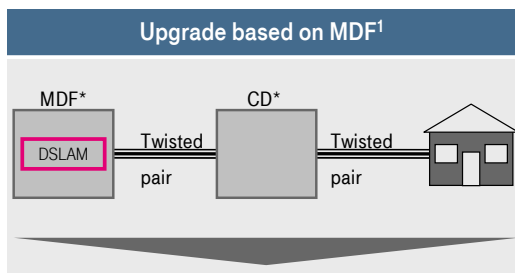 Upgrade based on MDF¹
MDF*
CD*
DSLAM
Twisted
pair
Twisted
pair